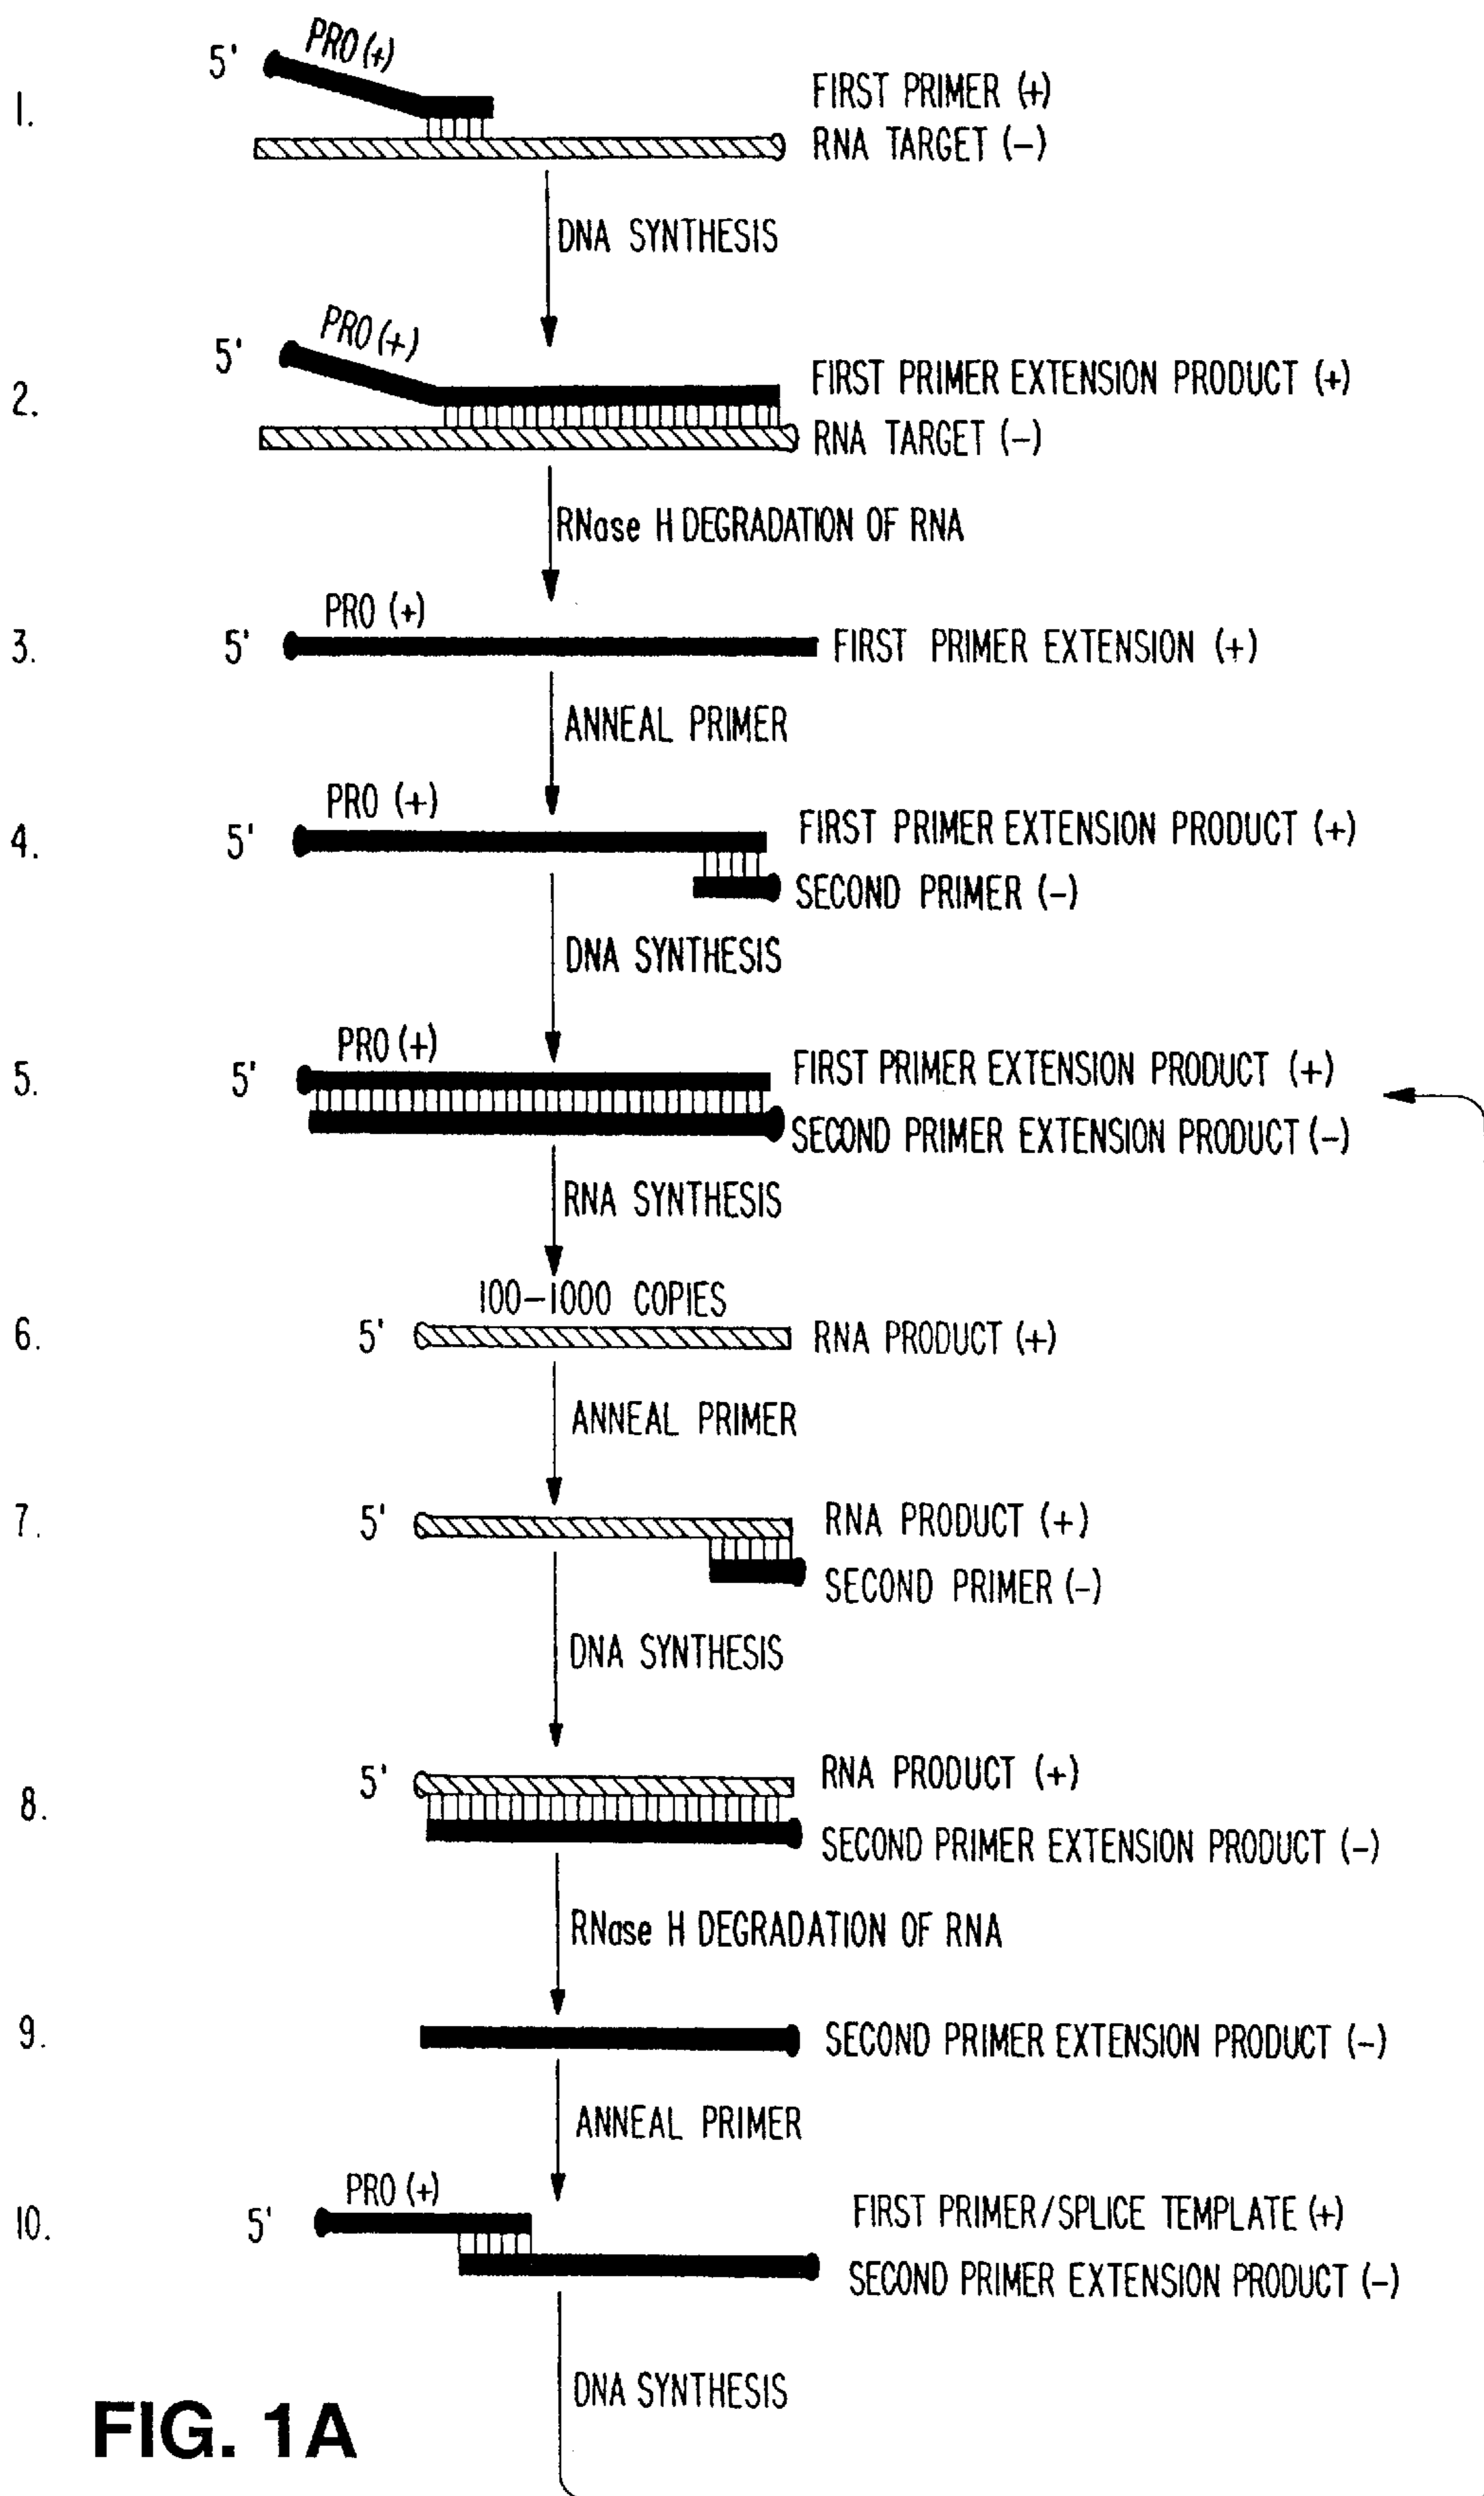 PRO (+)
5'
1.
FIRST PRIMER (+)
RNA TARGET (-)
DNA SYNTHESIS
PRO (+)
5'
2.
FIRST PRIMER EXTENSION PRODUCT (+)
RNA TARGET (-)
RNase H DEGRADATION OF RNA
PRO (+)
3.
5'
FIRST PRIMER EXTENSION (+)
ANNEAL PRIMER
PRO (+)
4.
5'
FIRST PRIMER EXTENSION PRODUCT (+)
SECOND PRIMER (-)
DNA SYNTHESIS
PRO (+)
5.
5'
FIRST PRIMER EXTENSION PRODUCT (+)
SECOND PRIMER EXTENSION PRODUCT (-)
RNA SYNTHESIS
100-1000 COPIES
6.
5'
RNA PRODUCT (+)
ANNEAL PRIMER
7.
5'
RNA PRODUCT (+)
SECOND PRIMER (-)
DNA SYNTHESIS
8.
5'
RNA PRODUCT (+)
SECOND PRIMER EXTENSION PRODUCT (-)
RNase H DEGRADATION OF RNA
9.
SECOND PRIMER EXTENSION PRODUCT (-)
ANNEAL PRIMER
PRO (+)
10.
5'
FIRST PRIMER/SPLICE TEMPLATE (+)
SECOND PRIMER EXTENSION PRODUCT (-)
DNA SYNTHESIS
FIG. 1A